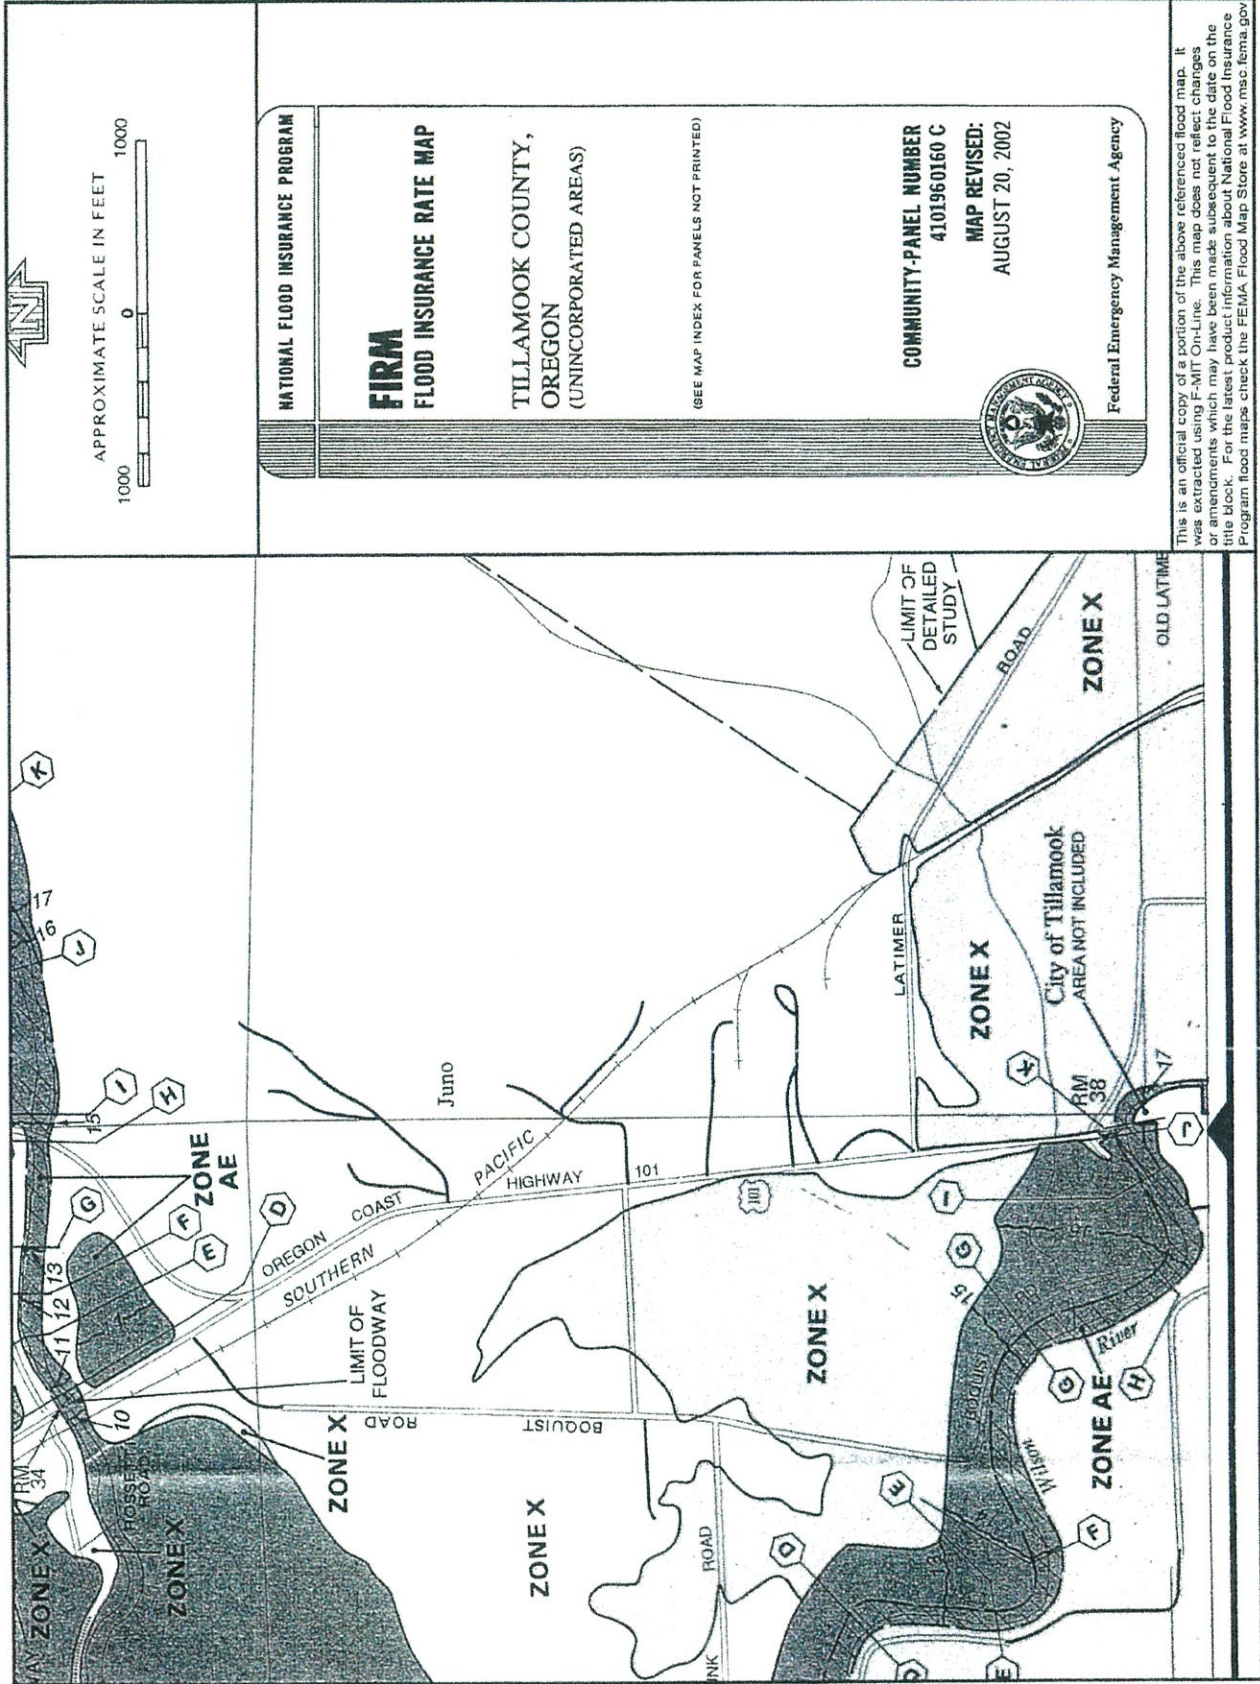 N
APPROXIMATE SCALE IN FEET
1000 0 1000
NATIONAL FLOOD INSURANCE PROGRAM
FIRM
FLOOD INSURANCE RATE MAP
TILLAMOOK COUNTY,
OREGON
(UNINCORPORATED AREAS)
(SEE MAP INDEX FOR PANELS NOT PRINTED)
COMMUNITY-PANEL NUMBER
4101960160 C
MAP REVISED:
AUGUST 20, 2002
Federal Emergency Management Agency
This is an official copy of a portion of the above referenced flood map. It
was extracted using F-MIT On-Line. This map does not reflect changes
or amendments which may have been made subsequent to the date on the
title block. For the latest product information about National Flood Insurance
Program flood maps check the FEMA Flood Map Store at www.msc.fema.gov
K
17
16
J
I
H
15
ZONE
AE
G
F
E
D
13
12
11
10
RM
34
ROAD
ZONE X
ZONE X
ZONE X
LIMIT OF
FLOODWAY
OREGON COAST HIGHWAY
101
101
SOUTHERN PACIFIC
Juno
BOQUIST ROAD
ZONE X
ZONE X
ROAD
LATIMER ROAD
LIMIT OF
DETAILED
STUDY
ZONE X
OLD LATIME
ZONE X
City of Tillamook
AREA NOT INCLUDED
K
RM
38
17
J
I
G
15
BOQUIST RD
G
H
Wilson River
ZONE AE
E
F
D
13
D
E